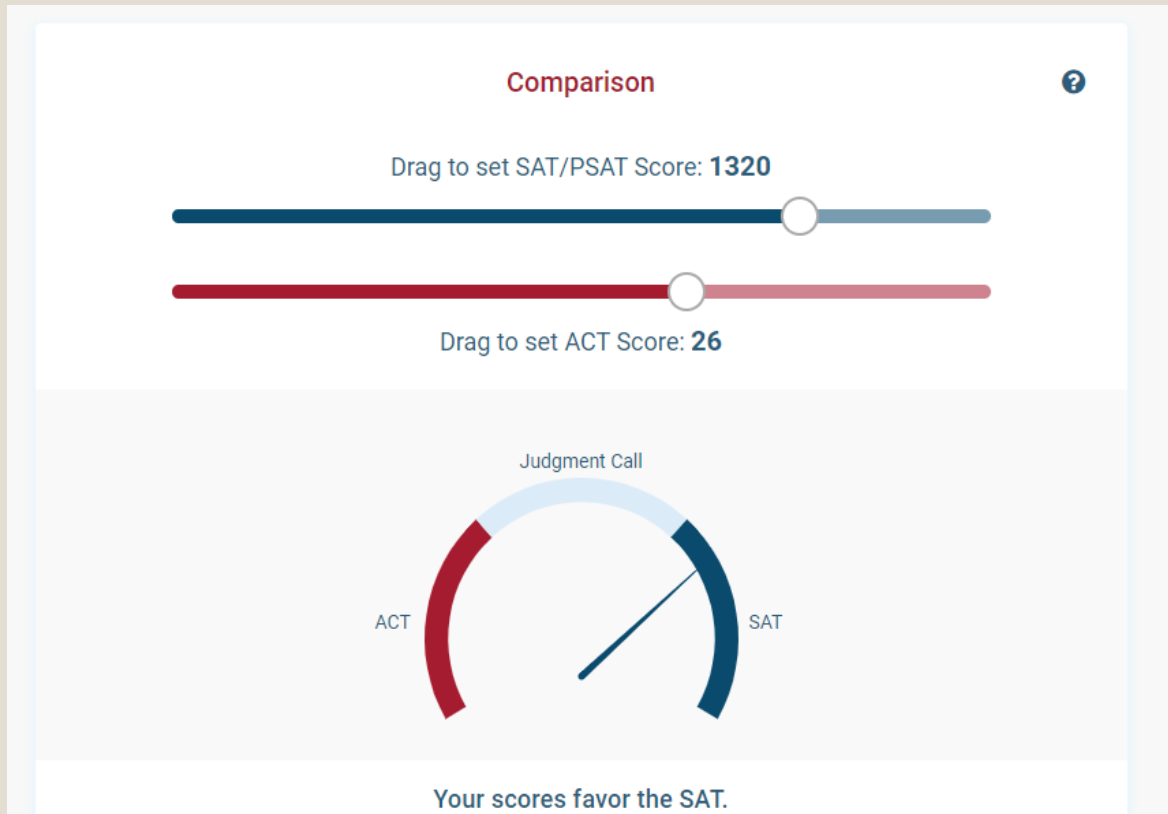 Comparison
?
Drag to set SAT/PSAT Score: 1320
Drag to set ACT Score: 26
Judgment Call
ACT
SAT
Your scores favor the SAT.